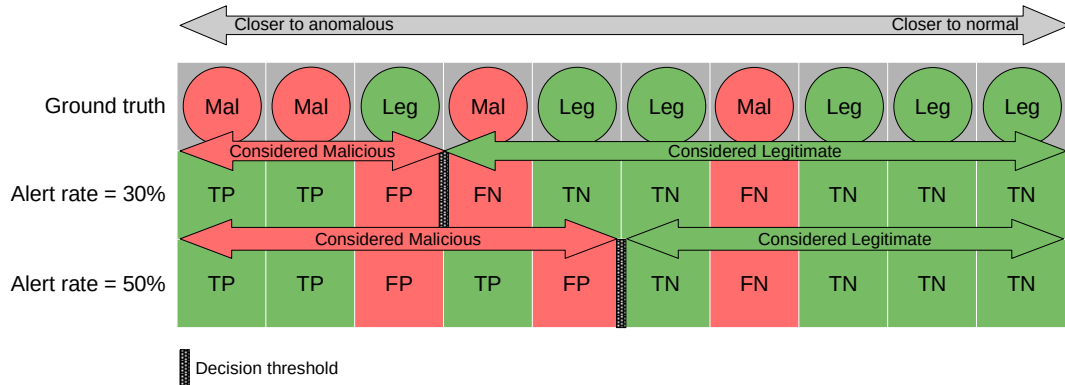 Closer to anomalous Closer to normal
Ground truth Mal Mal Leg Mal Leg Leg Mal Leg Leg Leg
Considered Malicious Considered Legitimate
Alert rate = 30% TP TP FP FN TN TN FN TN TN TN
Considered Malicious Considered Legitimate
Alert rate = 50% TP TP FP TP FP TN FN TN TN TN
Decision threshold